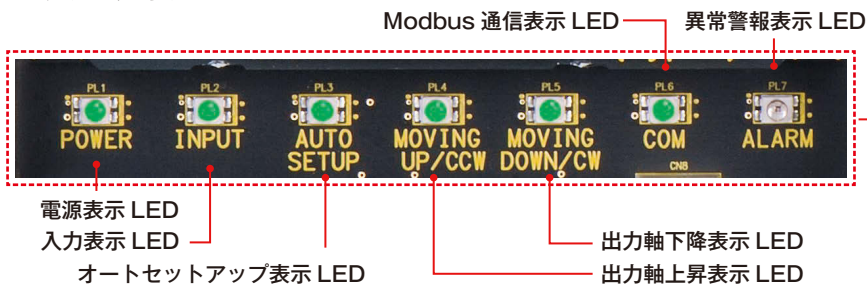 Modbus 通信表示 LED 異常警報表示 LED
PL1 PL2 PL3 PL4 PL5 PL6 PL7
POWER INPUT AUTO MOVING MOVING COM ALARM
SETUP UP/CCW DOWN/CW CN8
電源表示 LED
入力表示 LED 出力軸下降表示 LED
オートセットアップ表示 LED 出力軸上昇表示 LED